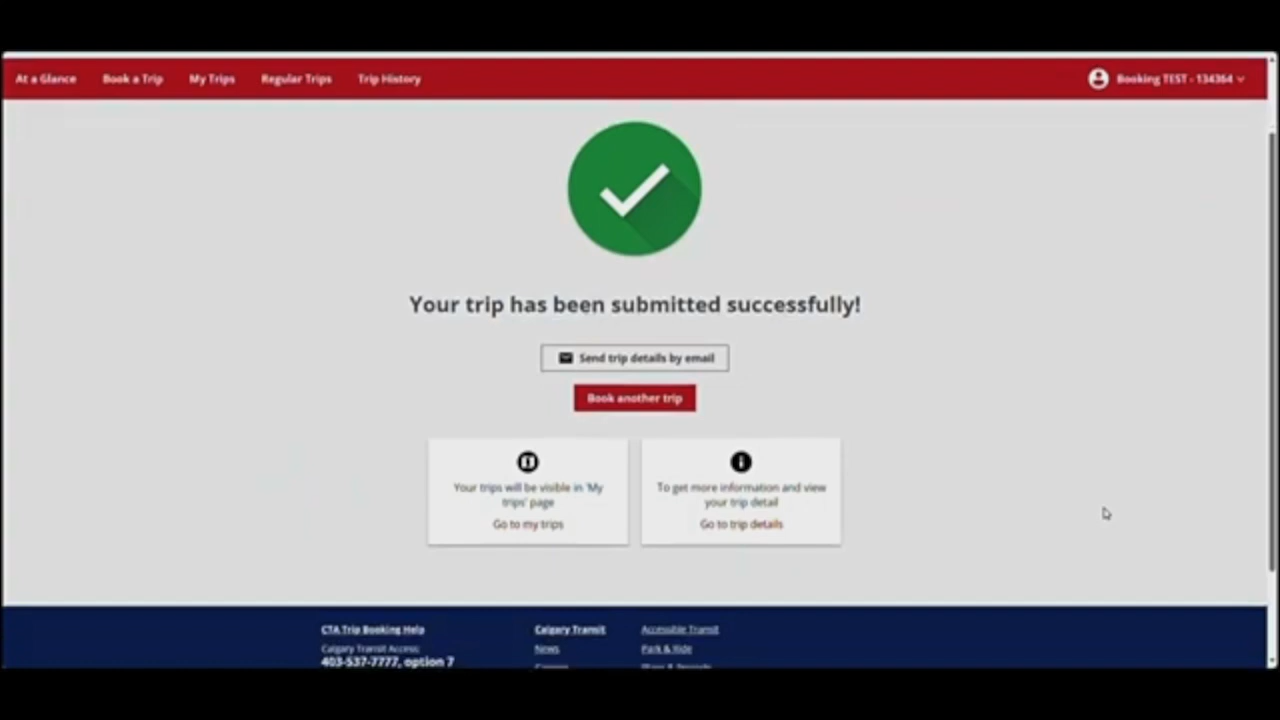 At a Glance Book a Trip My Trips Regular Trips Trip History Booking TEST - 134364
Your trip has been submitted successfully!
Send trip details by email
Book another trip
Your trips will be visible in 'My
trips' page
Go to my trips
To get more information and view
your trip detail
Go to trip details
CTA Trip Booking Help
Calgary Transit Access:
403-537-7777, option 7
Calgary Transit
News
Accessible Transit
Park & Ride